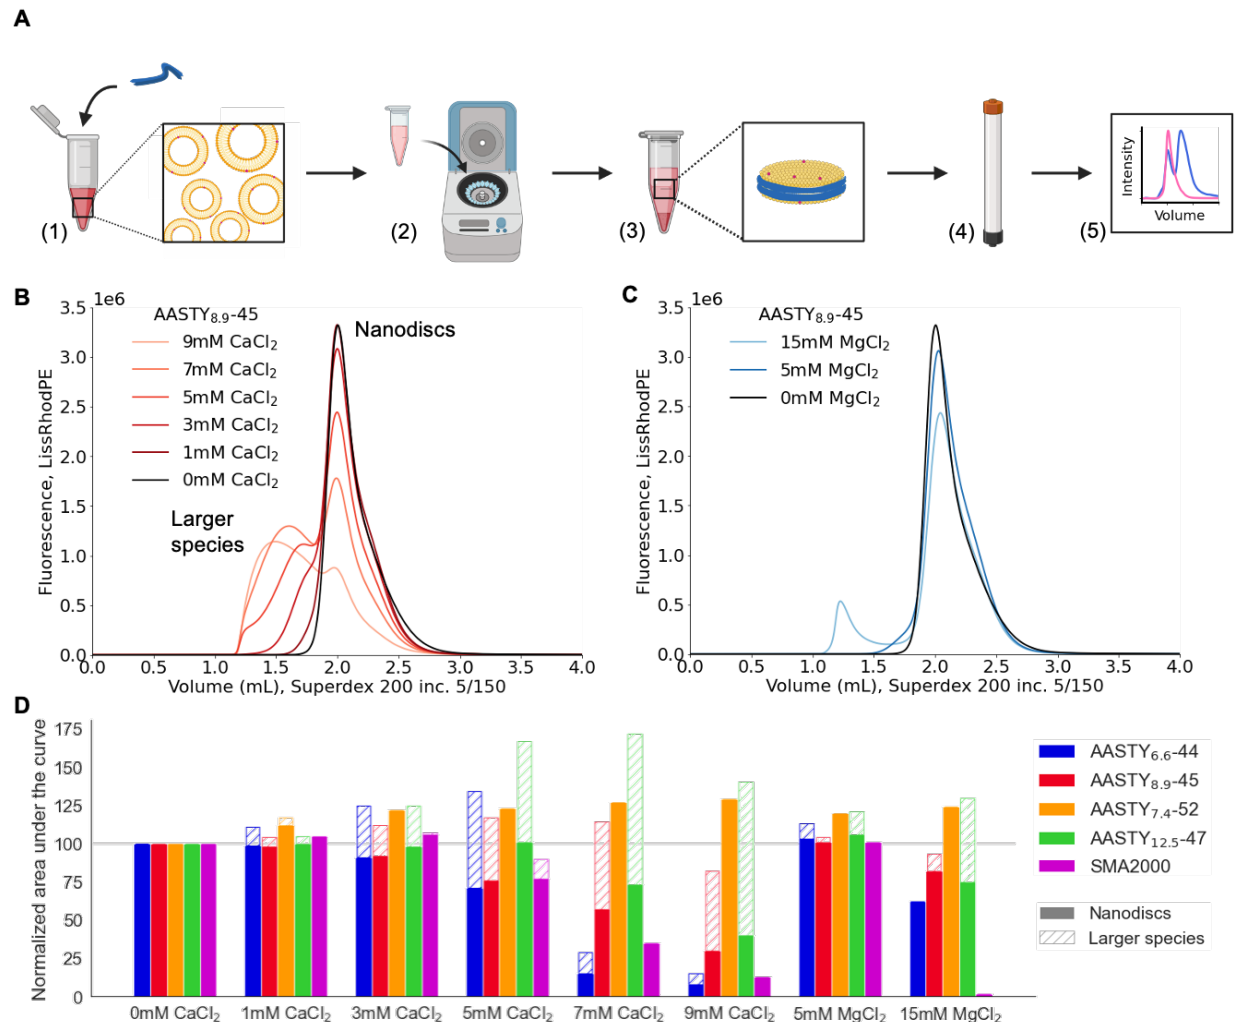 A
(1)
(2)
(3)
(4)
(5)
Intensity
Volume
B
1e6
AASTY8.9-45
9mM CaCl2
7mM CaCl2
5mM CaCl2
3mM CaCl2
1mM CaCl2
0mM CaCl2
Nanodiscs
Larger
species
Fluorescence, LissRhodPE
3.5
3.0
2.5
2.0
1.5
1.0
0.5
0.0
0.0 0.5 1.0 1.5 2.0 2.5 3.0 3.5 4.0
Volume (mL), Superdex 200 inc. 5/150
C
1e6
AASTY8.9-45
15mM MgCl2
5mM MgCl2
0mM MgCl2
Fluorescence, LissRhodPE
3.5
3.0
2.5
2.0
1.5
1.0
0.5
0.0
0.0 0.5 1.0 1.5 2.0 2.5 3.0 3.5 4.0
Volume (mL), Superdex 200 inc. 5/150
D
Normalized area under the curve
175
150
125
100
75
50
25
0
0mM CaCl2 1mM CaCl2 3mM CaCl2 5mM CaCl2 7mM CaCl2 9mM CaCl2 5mM MgCl2 15mM MgCl2
AASTY6.6-44
AASTY8.9-45
AASTY7.4-52
AASTY12.5-47
SMA2000
Nanodiscs
Larger species